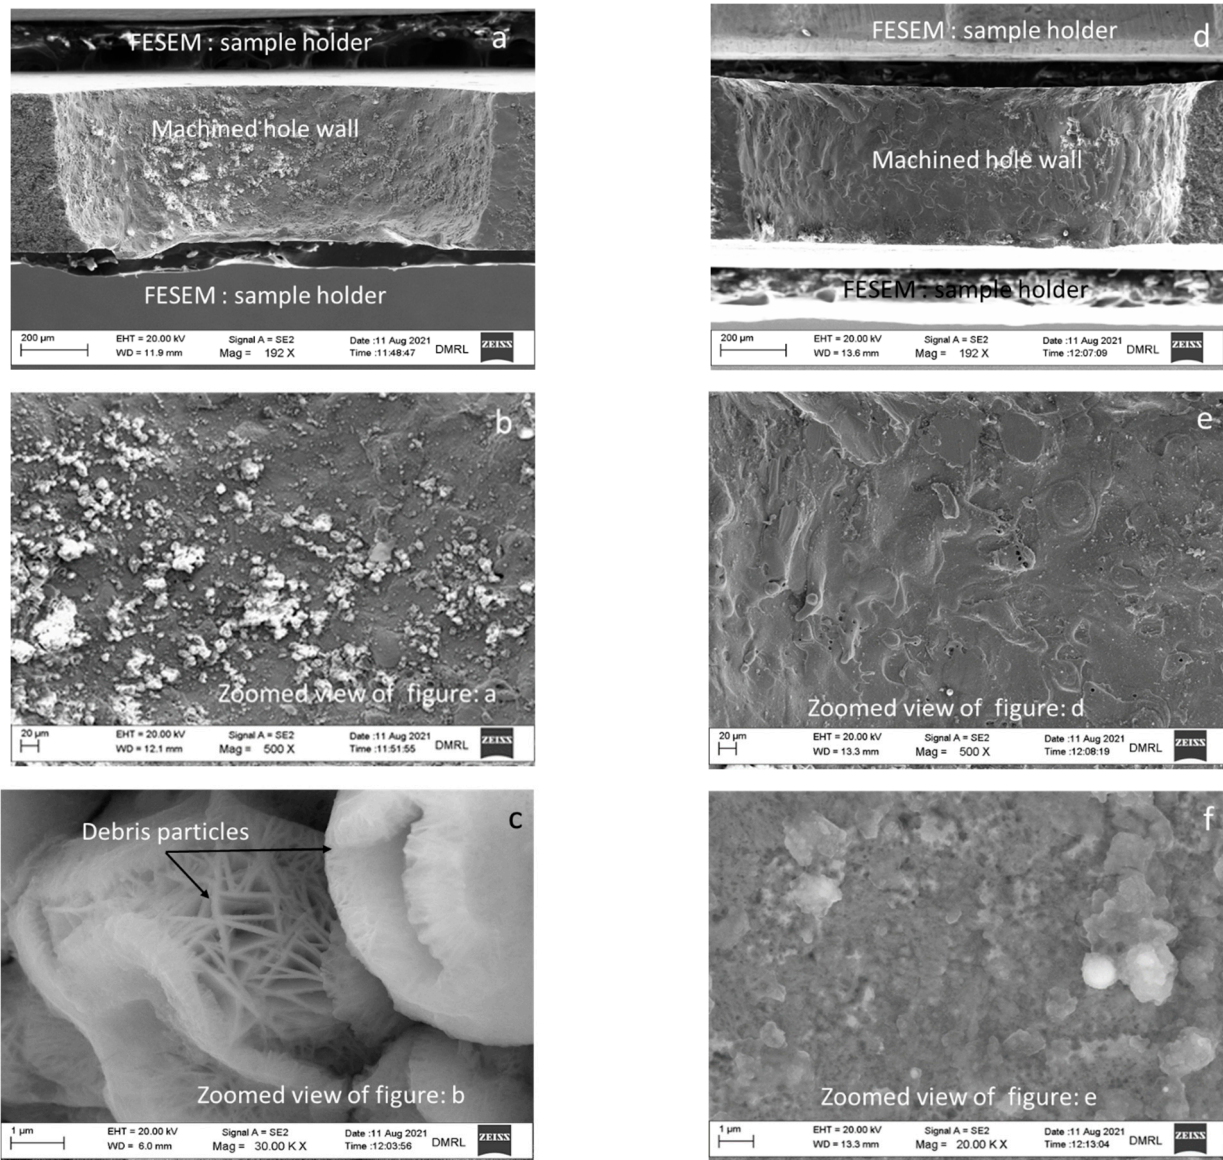 FESEM : sample holder
a
Machined hole wall
FESEM : sample holder
200 µm
EHT = 20.00 kV
WD = 11.9 mm
Signal A = SE2
Mag = 192 X
Date :11 Aug 2021
Time :11:48:47
DMRL
ZEISS
b
Zoomed view of figure: a
20 µm
EHT = 20.00 kV
WD = 12.1 mm
Signal A = SE2
Mag = 500 X
Date :11 Aug 2021
Time :11:51:55
DMRL
ZEISS
c
Debris particles
Zoomed view of figure: b
1 µm
EHT = 20.00 kV
WD = 6.0 mm
Signal A = SE2
Mag = 30.00 K X
Date :11 Aug 2021
Time :12:03:56
DMRL
ZEISS
FESEM : sample holder
d
Machined hole wall
FESEM : sample holder
200 µm
EHT = 20.00 kV
WD = 13.6 mm
Signal A = SE2
Mag = 192 X
Date :11 Aug 2021
Time :12:07:09
DMRL
ZEISS
e
Zoomed view of figure: d
20 µm
EHT = 20.00 kV
WD = 13.3 mm
Signal A = SE2
Mag = 500 X
Date :11 Aug 2021
Time :12:08:19
DMRL
ZEISS
f
Zoomed view of figure: e
1 µm
EHT = 20.00 kV
WD = 13.3 mm
Signal A = SE2
Mag = 20.00 K X
Date :11 Aug 2021
Time :12:13:04
DMRL
ZEISS